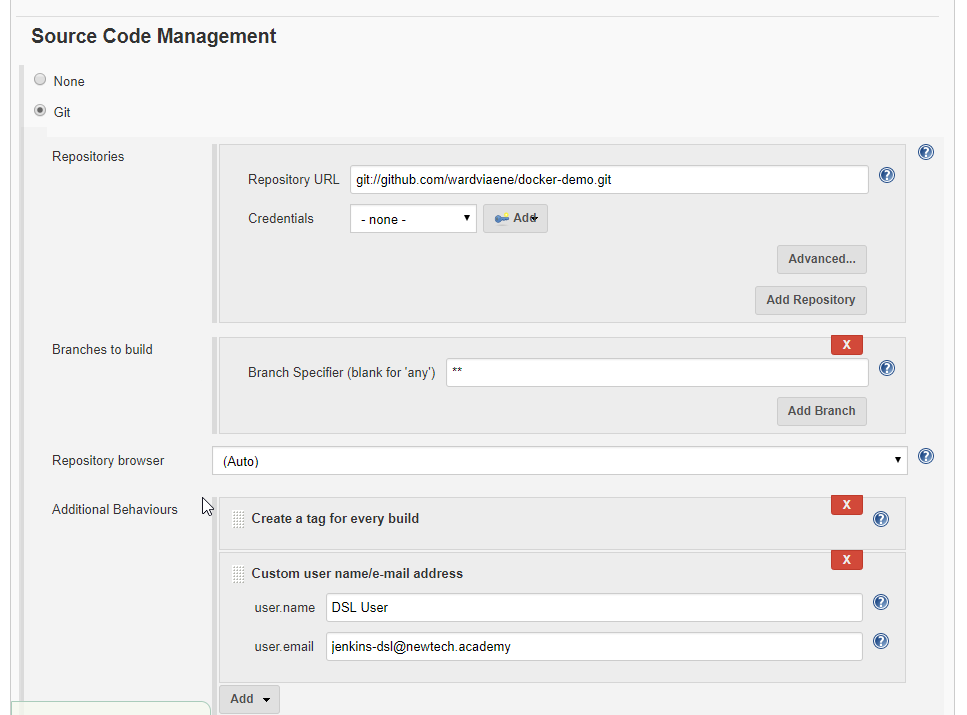 Source Code Management
None
Git
Repositories
Repository URL git://github.com/wardviaene/docker-demo.git
Credentials - none - Add
Advanced...
Add Repository
Branches to build
X
Branch Specifier (blank for 'any') **
Add Branch
Repository browser (Auto)
Additional Behaviours
X
Create a tag for every build
X
Custom user name/e-mail address
user.name DSL User
user.email jenkins-dsl@newtech.academy
Add